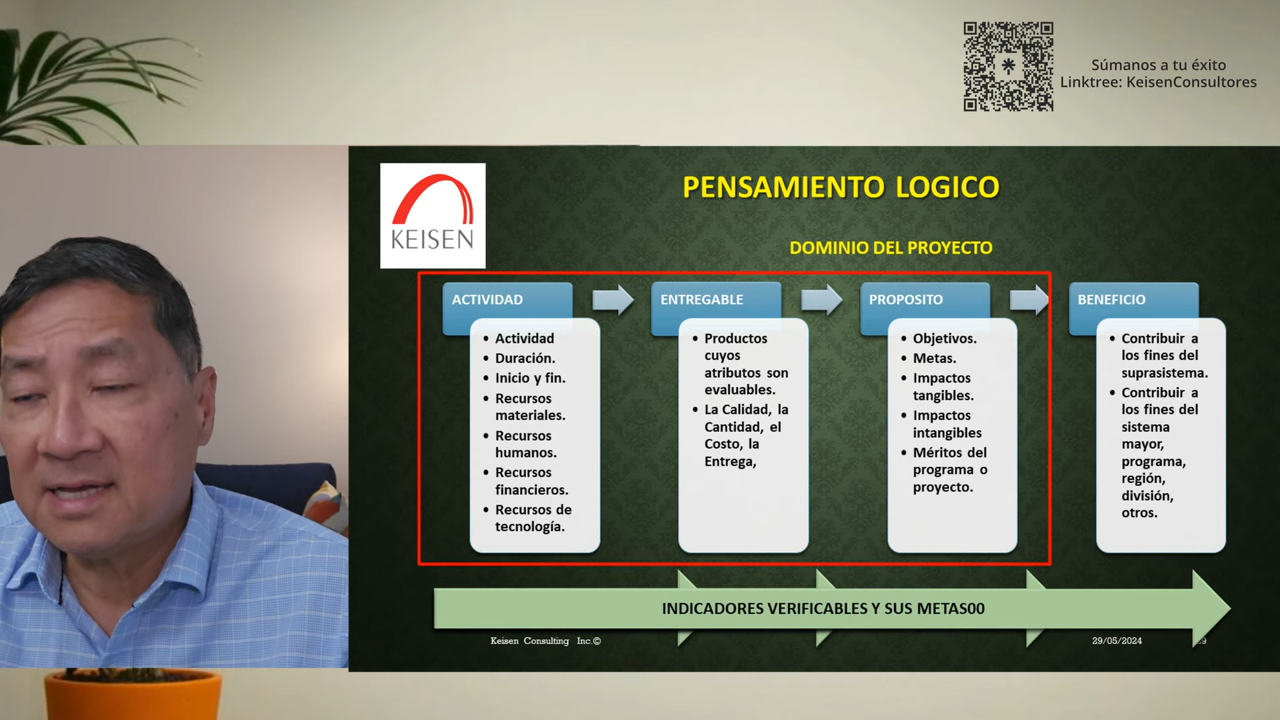 Súmanos a tu éxito
Linktree: KeisenConsultores
KEISEN
PENSAMIENTO LOGICO
DOMINIO DEL PROYECTO
ACTIVIDAD
• Actividad
• Duración.
• Inicio y fin.
• Recursos
materiales.
• Recursos
humanos.
• Recursos
financieros.
• Recursos de
tecnología.
ENTREGABLE
• Productos
cuyos
atributos son
evaluables.
• La Calidad, la
Cantidad, el
Costo, la
Entrega,
PROPOSITO
• Objetivos.
• Metas.
• Impactos
tangibles.
• Impactos
intangibles
• Méritos del
programa o
proyecto.
BENEFICIO
• Contribuir a
los fines del
suprasistema.
• Contribuir a
los fines del
sistema
mayor,
programa,
región,
división,
otros.
INDICADORES VERIFICABLES Y SUS METAS00
Keisen Consulting Inc.©
29/05/2024